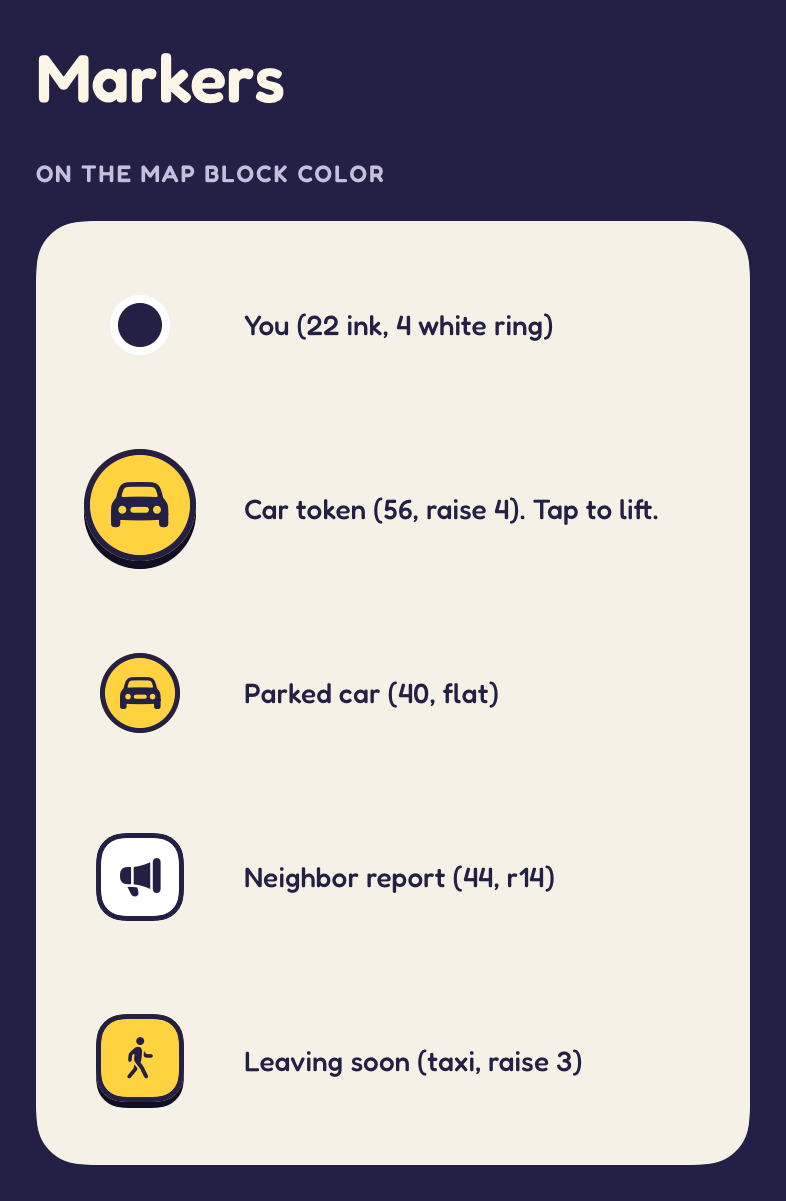 Markers
ON THE MAP BLOCK COLOR
You (22 ink, 4 white ring)
Car token (56, raise 4). Tap to lift.
Parked car (40, flat)
Neighbor report (44, r14)
Leaving soon (taxi, raise 3)